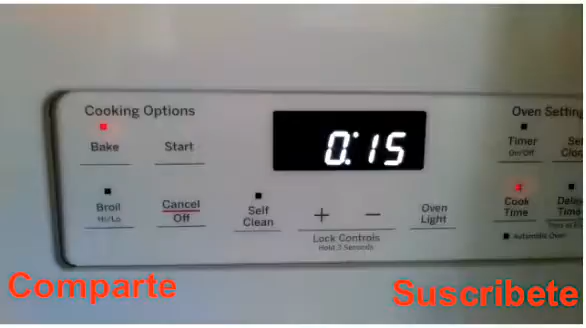 Cooking Options
Oven Setting
Bake
Start
0:15
Timer
On/Off
Broil
Hi/Lo
Cancel
Off
Self
Clean
+
−
Lock Controls
Hold 3 Seconds
Oven
Light
Cook
Time
Delay
Time
Automatic Oven
Comparte
Suscribete